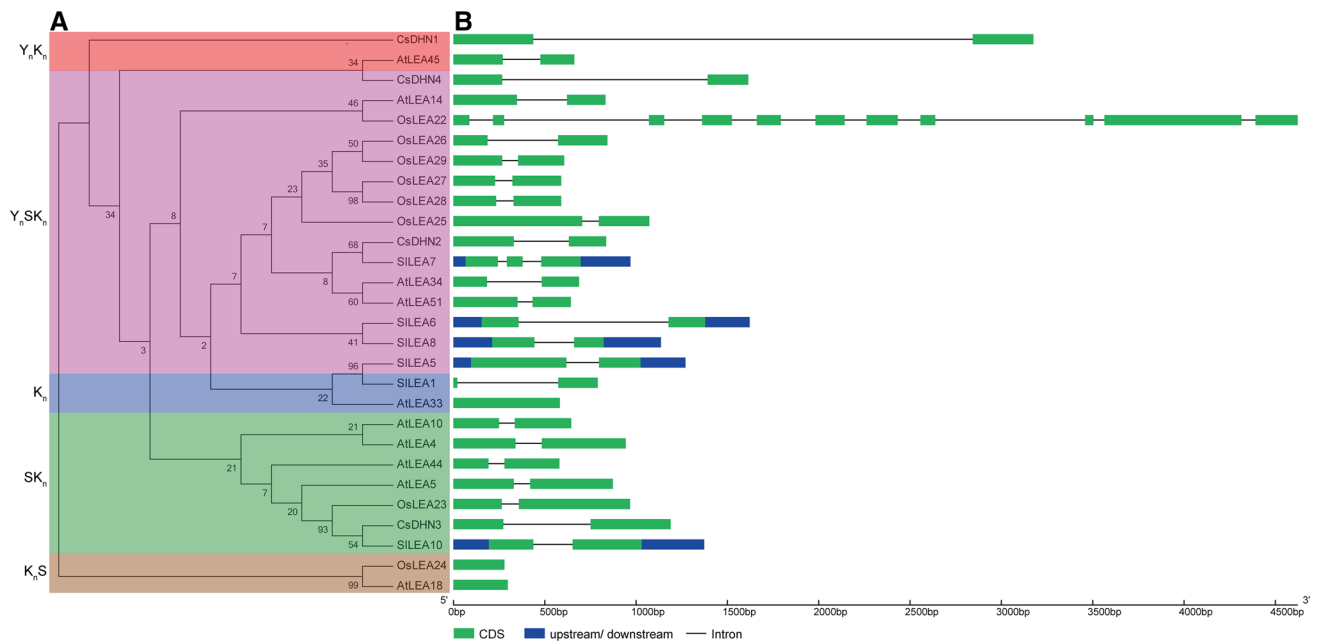 A
B
YnKn
YnSKn
Kn
SKn
KnS
CsDHN1
AtLEA45
CsDHN4
AtLEA14
OsLEA22
OsLEA26
OsLEA29
OsLEA27
OsLEA28
OsLEA25
CsDHN2
SlLEA7
AtLEA34
AtLEA51
SlLEA6
SlLEA8
SlLEA5
SlLEA1
AtLEA33
AtLEA10
AtLEA4
AtLEA44
AtLEA5
OsLEA23
CsDHN3
SlLEA10
OsLEA24
AtLEA18
34
46
50
35
98
23
7
68
8
60
7
41
8
34
2
96
22
3
21
21
7
20
93
54
99
5'
3'
0bp
500bp
1000bp
1500bp
2000bp
2500bp
3000bp
3500bp
4000bp
4500bp
CDS
upstream/ downstream
Intron